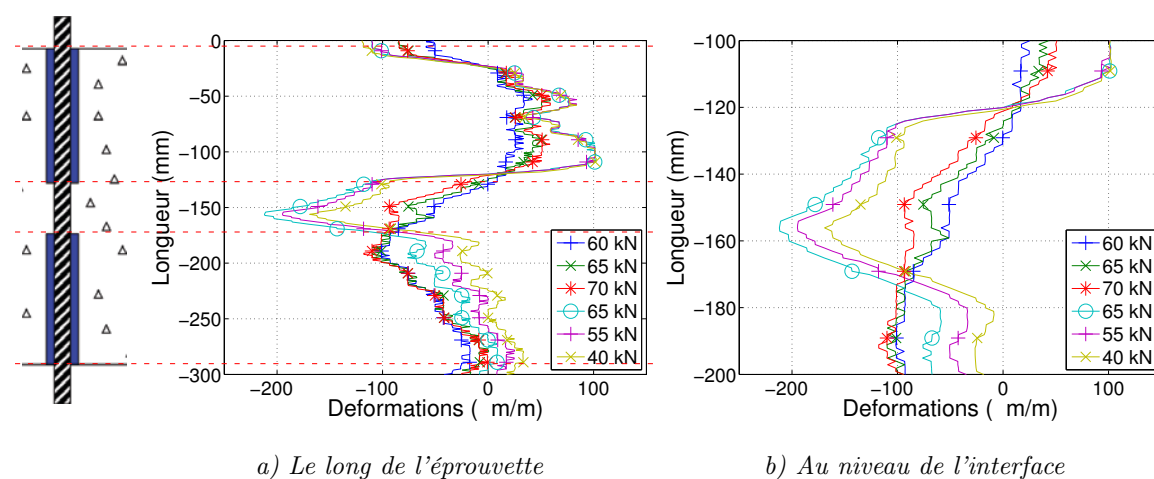 0
−50
−100
−150
−200
−250
−300
Longueur (mm)
−200
−100
0
100
Deformations ( m/m)
60 kN
65 kN
70 kN
65 kN
55 kN
40 kN
−100
−120
−140
−160
−180
−200
Longueur (mm)
−200
−100
0
100
Deformations ( m/m)
60 kN
65 kN
70 kN
65 kN
55 kN
40 kN
a) Le long de l'éprouvette
b) Au niveau de l'interface